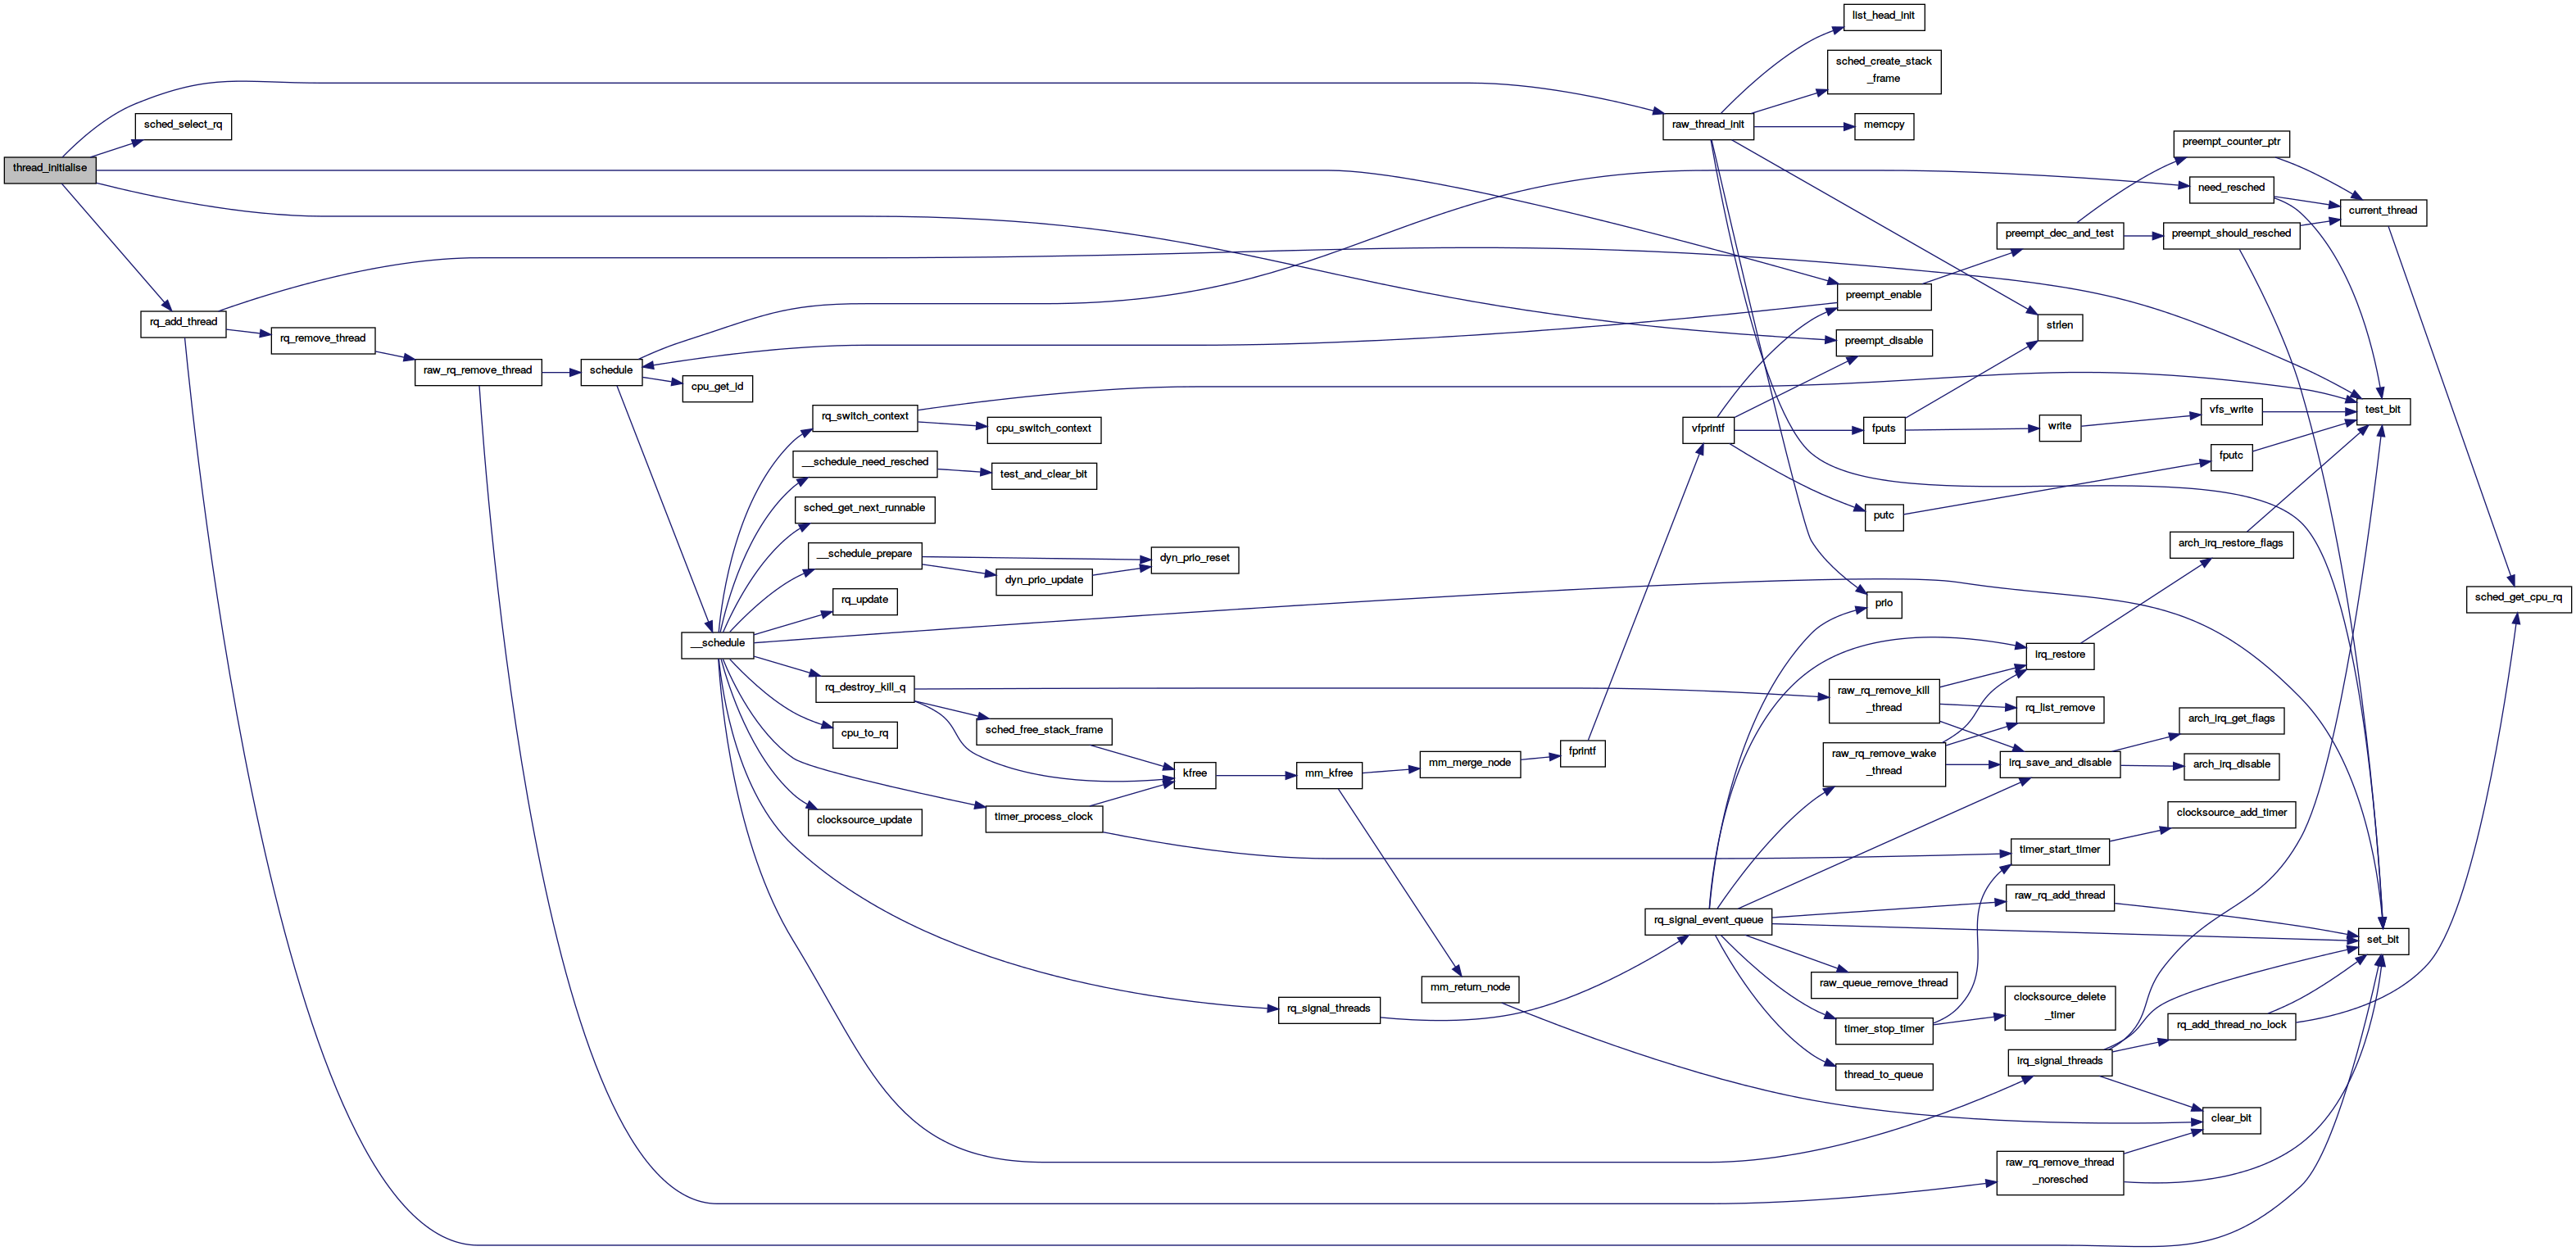 list_head_init
sched_create_stack
_frame
sched_select_rq
raw_thread_init
memcpy
preempt_counter_ptr
thread_initialise
need_resched
current_thread
preempt_dec_and_test
preempt_should_resched
preempt_enable
rq_add_thread
strlen
rq_remove_thread
preempt_disable
raw_rq_remove_thread
schedule
cpu_get_id
rq_switch_context
test_bit
vfs_write
cpu_switch_context
vfprintf
fputs
write
fputc
__schedule_need_resched
test_and_clear_bit
sched_get_next_runnable
putc
arch_irq_restore_flags
__schedule_prepare
dyn_prio_reset
dyn_prio_update
rq_update
prio
sched_get_cpu_rq
__schedule
irq_restore
rq_destroy_kill_q
raw_rq_remove_kill
_thread
rq_list_remove
arch_irq_get_flags
sched_free_stack_frame
cpu_to_rq
fprintf
raw_rq_remove_wake
_thread
irq_save_and_disable
arch_irq_disable
kfree
mm_kfree
mm_merge_node
clocksource_update
timer_process_clock
clocksource_add_timer
timer_start_timer
raw_rq_add_thread
rq_signal_event_queue
set_bit
mm_return_node
raw_queue_remove_thread
clocksource_delete
_timer
rq_signal_threads
timer_stop_timer
rq_add_thread_no_lock
irq_signal_threads
thread_to_queue
clear_bit
raw_rq_remove_thread
_noresched